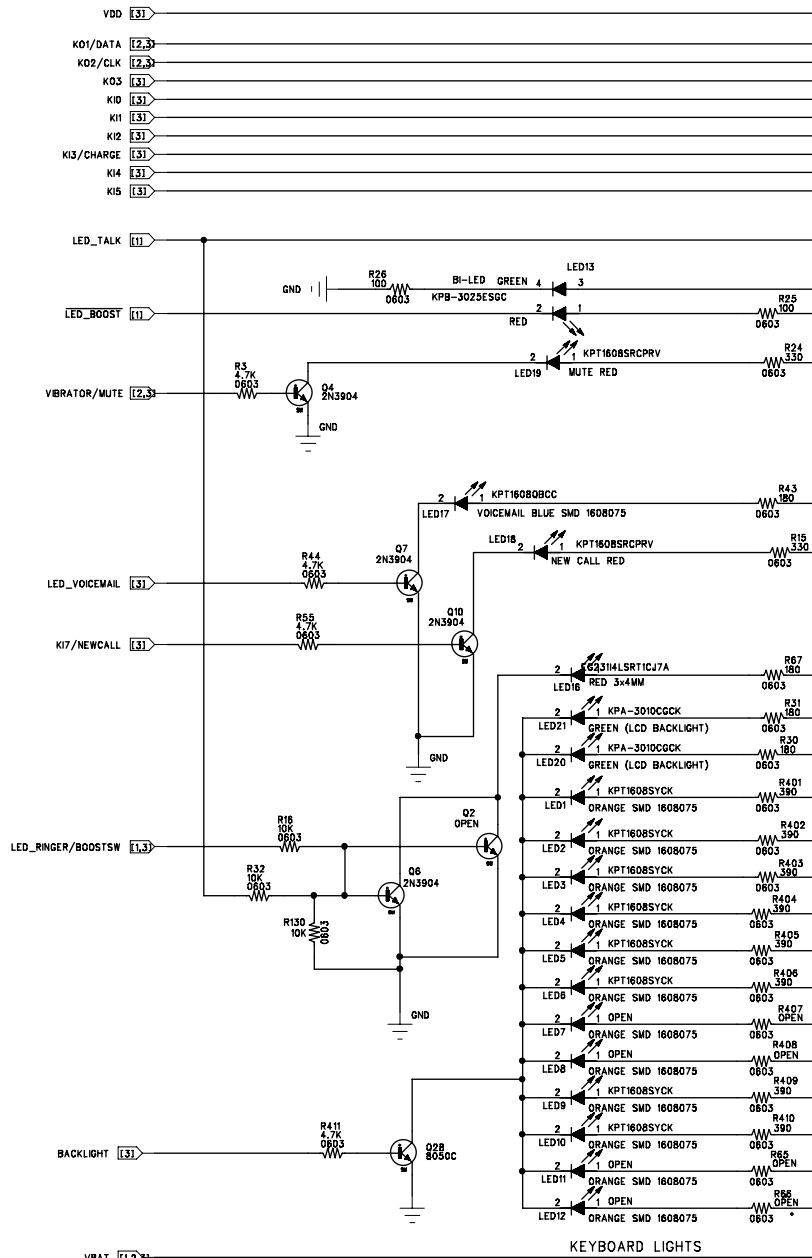 VDD [3]
KO1/DATA [2,3]
KO2/CLK [2,3]
KO3 [3]
KI0 [3]
KI1 [3]
KI2 [3]
KI3/CHARGE [3]
KI4 [3]
KI5 [3]
LED_TALK [1]
GND R26 100 0603 BI-LED GREEN KPB-3025ESGC 4 LED13 3
LED_BOOST [1] 2 RED 1 R25 100 0603
2 LED19 1 KPT1608SRCPRV MUTE RED R24 330 0603
VIBRATOR/MUTE [2,3] R3 4.7K 0603 Q4 2N3904
GND
2 LED17 1 KPT1608QBCC VOICEMAIL BLUE SMD 1608075 R43 180 0603
2 LED18 1 KPT1608SRCPRV NEW CALL RED R15 330 0603
LED_VOICEMAIL [3] R44 4.7K 0603 Q7 2N3904
KI7/NEWCALL [3] R55 4.7K 0603 Q10 2N3904
2 LED16 RED 3x4MM R67 180 0603
2 LED21 1 KPA-3010CGCK GREEN (LCD BACKLIGHT) R31 180 0603
GND
2 LED20 1 KPA-3010CGCK GREEN (LCD BACKLIGHT) R30 180 0603
2 LED1 1 KPT1608SYCK ORANGE SMD 1608075 R401 390 0603
LED_RINGER/BOOSTSW [1,3] R16 10K 0603 Q2 OPEN
2 LED2 1 KPT1608SYCK ORANGE SMD 1608075 R402 390 0603
R32 10K 0603 Q6 2N3904
2 LED3 1 KPT1608SYCK ORANGE SMD 1608075 R403 390 0603
R130 10K 0603
2 LED4 1 KPT1608SYCK ORANGE SMD 1608075 R404 390 0603
2 LED5 1 KPT1608SYCK ORANGE SMD 1608075 R405 390 0603
2 LED6 1 KPT1608SYCK ORANGE SMD 1608075 R406 390 0603
GND
2 LED7 1 OPEN ORANGE SMD 1608075 R407 OPEN 0603
2 LED8 1 OPEN ORANGE SMD 1608075 R408 OPEN 0603
2 LED9 1 KPT1608SYCK ORANGE SMD 1608075 R409 390 0603
2 LED10 1 KPT1608SYCK ORANGE SMD 1608075 R410 390 0603
BACKLIGHT [3] R411 4.7K 0603 Q28 8050C
2 LED11 1 OPEN ORANGE SMD 1608075 R65 OPEN 0603
2 LED12 1 OPEN ORANGE SMD 1608075 R66 OPEN 0603
KEYBOARD LIGHTS
VBAT [1,2,3]